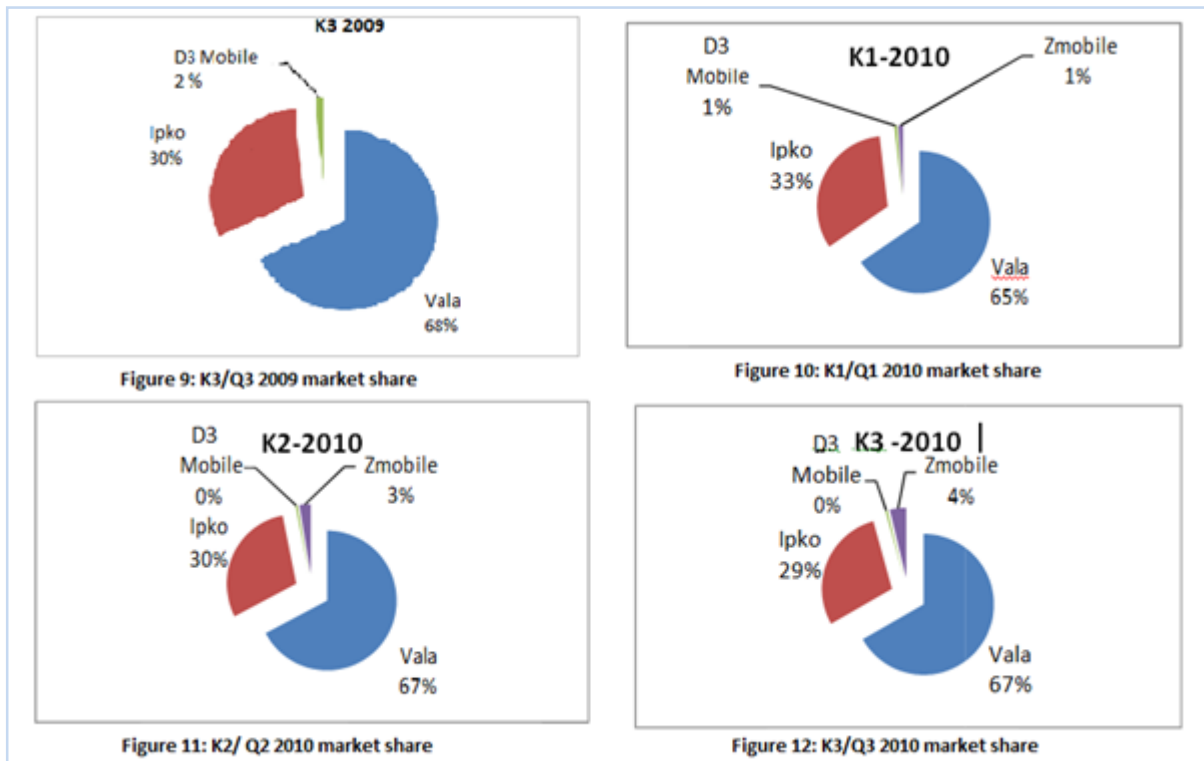 K3 2009
D3 Mobile
2 %
Ipko
30%
Vala
68%
Figure 9: K3/Q3 2009 market share
K1-2010
D3
Mobile
1%
Zmobile
1%
Ipko
33%
Vala
65%
Figure 10: K1/Q1 2010 market share
K2-2010
D3
Mobile
0%
Zmobile
3%
Ipko
30%
Vala
67%
Figure 11: K2/ Q2 2010 market share
D3 K3 -2010
Mobile
0%
Zmobile
4%
Ipko
29%
Vala
67%
Figure 12: K3/Q3 2010 market share